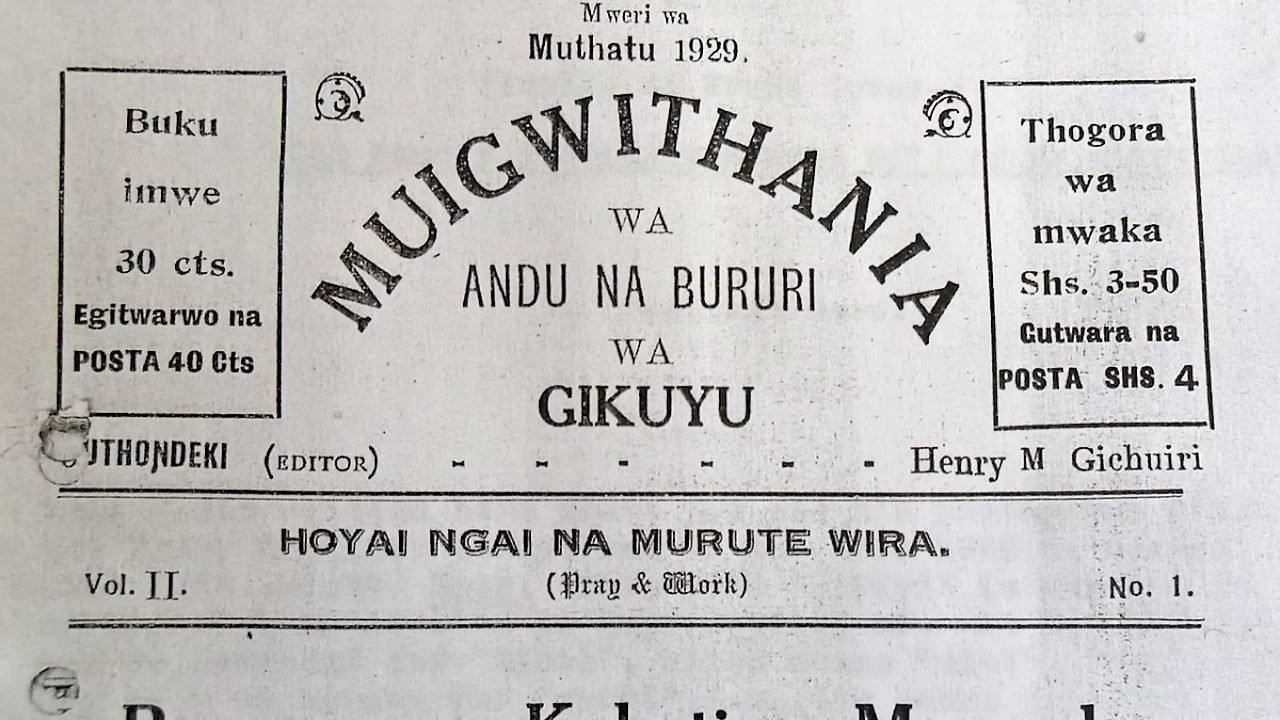 Mweri wa
Muthatu 1929.
Buku
imwe
30 cts.
Egitwarwo na
POSTA 40 Cts
MUIGWITHANIA
WA
ANDU NA BURURI
WA
GIKUYU
Thogora
wa
mwaka
Shs. 3-50
Gutwara na
POSTA SHS. 4
(EDITOR) - - - - - - Henry M Gichuiri
HOYAI NGAI NA MURUTE WIRA.
Vol. II. (Pray & Work) No. 1.